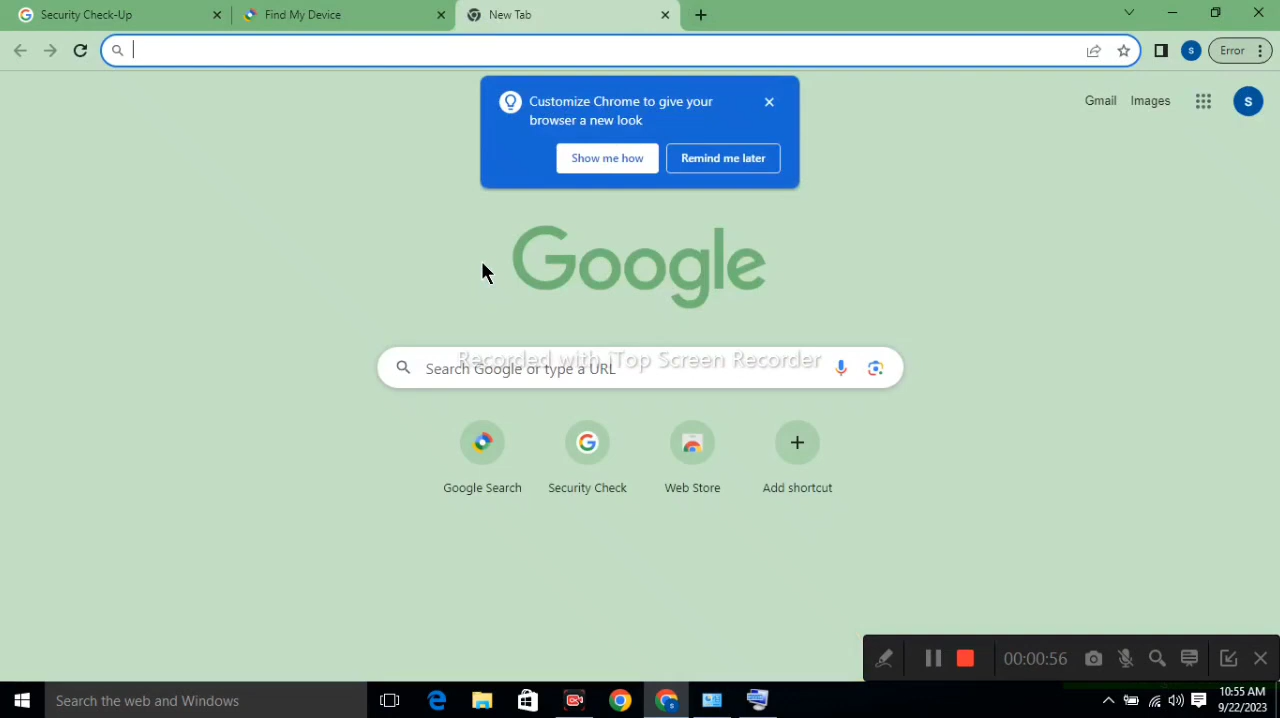 Security Check-Up
Find My Device
New Tab
S
Error
Customize Chrome to give your
browser a new look
Show me how
Remind me later
Gmail
Images
S
Google
Recorded with iTop Screen Recorder
Search Google or type a URL
Google Search
Security Check
Web Store
Add shortcut
00:00:56
Search the web and Windows
10:55 AM
9/22/2023